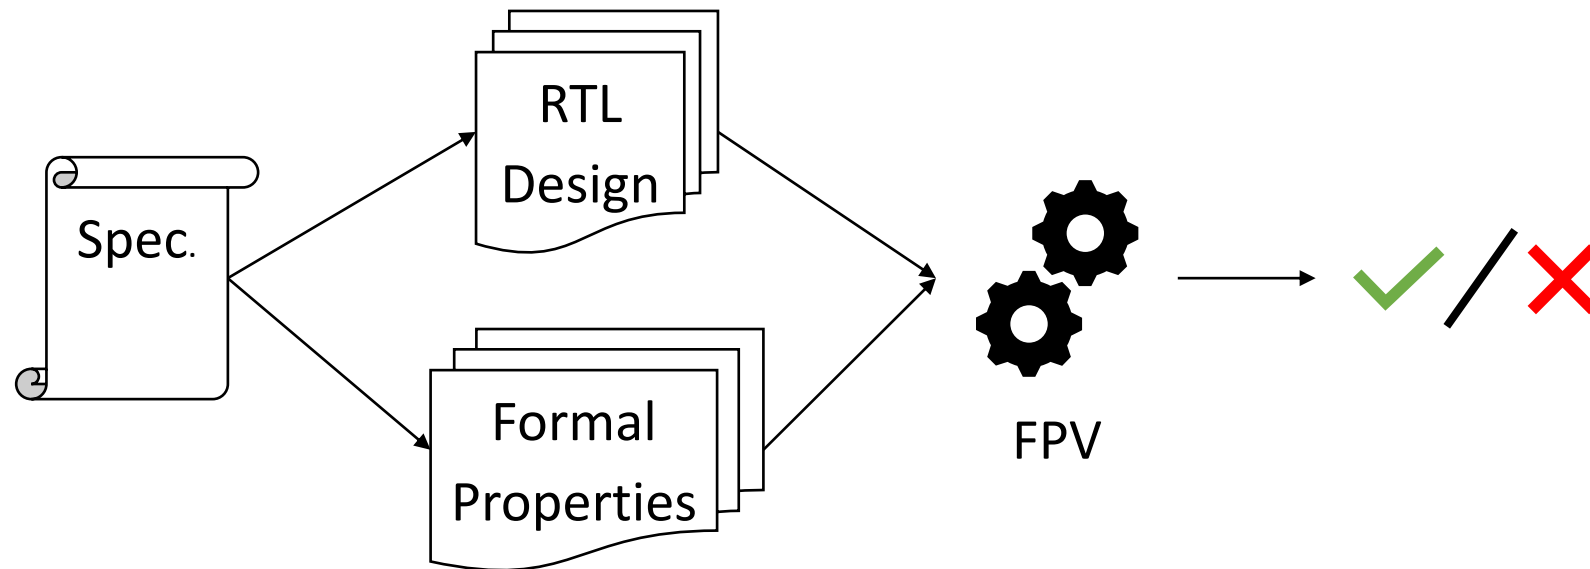 Spec.
RTL
Design
Formal
Properties
FPV